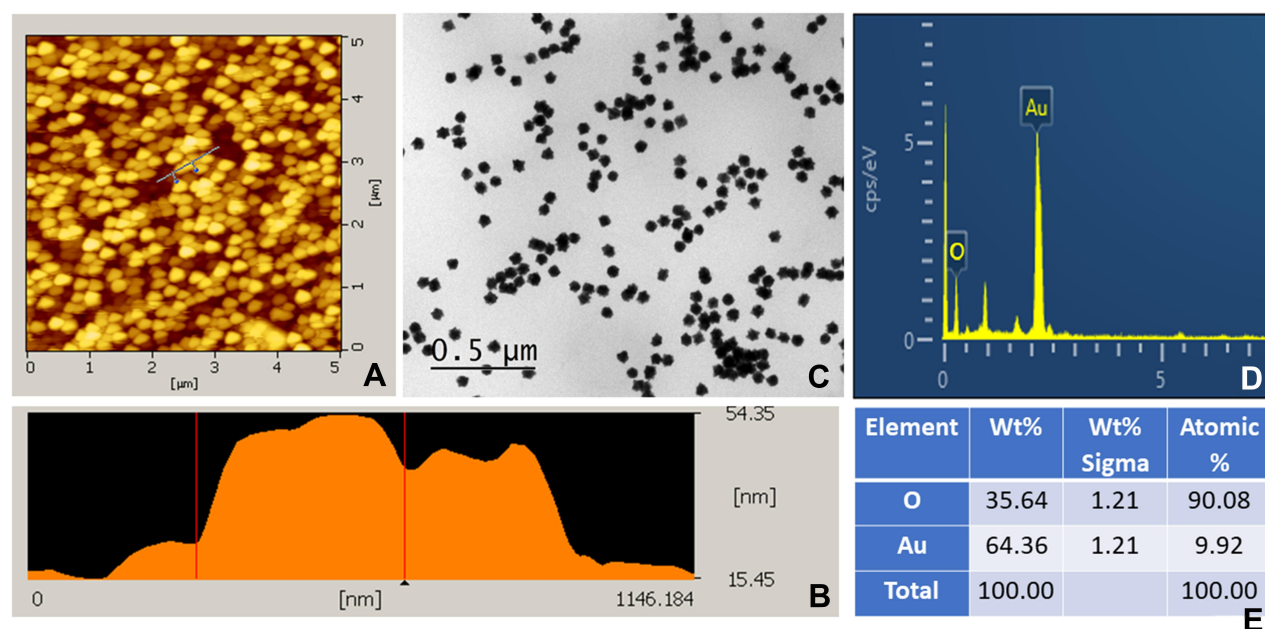 5
4
3
[µm]
2
1
0
0 1 2 3 4 5
[µm]
A
0.5 µm
C
cps/eV
5
0
Au
O
0 5
D
54.35
[nm]
15.45
0 [nm] 1146.184
B
Element Wt% Wt% Sigma Atomic %
O 35.64 1.21 90.08
Au 64.36 1.21 9.92
Total 100.00 100.00
E